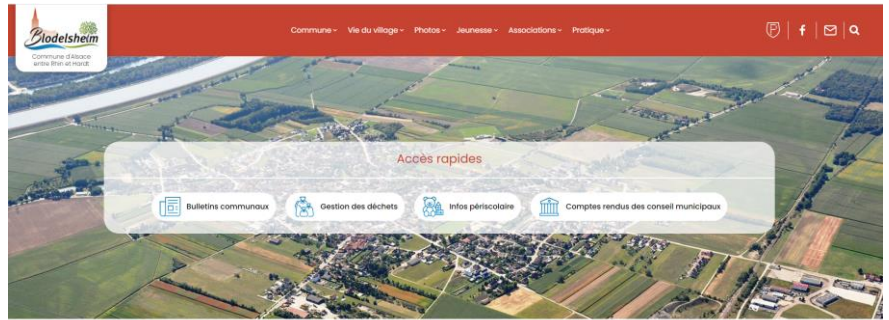 Blodelsheim
Commune d'Alsace
entre Rhin et Hardt
Commune Vie du village Photos Jeunesse Associations Pratique
Accès rapides
Bulletins communaux Gestion des déchets Infos périscolaire Comptes rendus des conseil municipaux